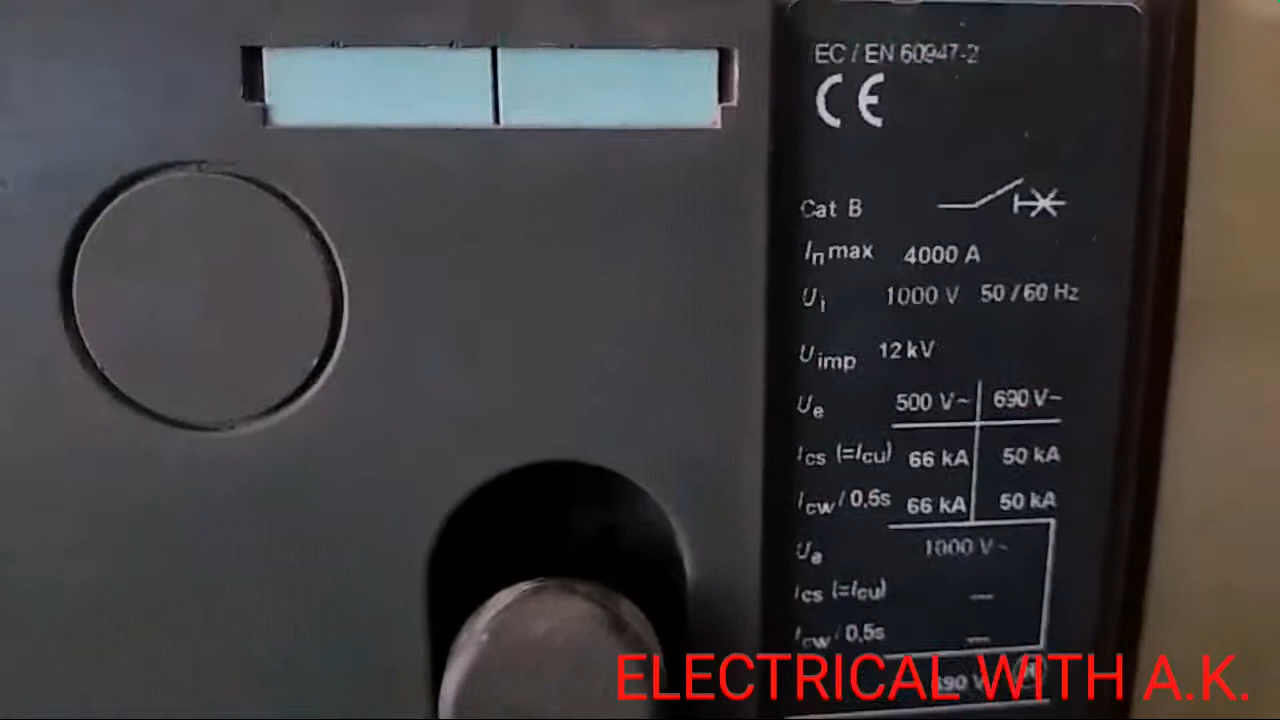 EC / EN 60947-2
CE
Cat B
In max 4000 A
Ui 1000 V 50 / 60 Hz
Uimp 12 kV
Ue 500 V~ 690 V~
Ics (=Icu) 66 kA 50 kA
Icw / 0,5s 66 kA 50 kA
Ue 1000 V~
Ics (=Icu) —
Icw / 0,5s —
690 V
ELECTRICAL WITH A.K.